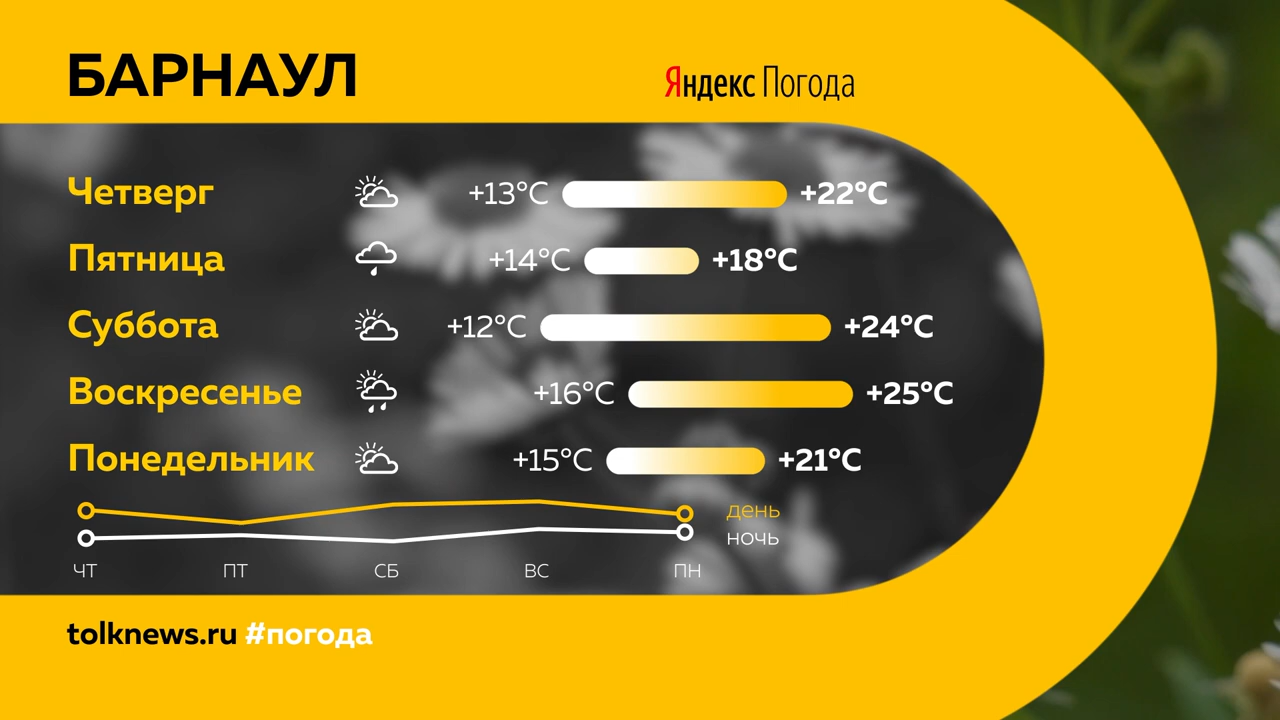 БАРНАУЛ
Яндекс Погода
Четверг +13°C +22°C
Пятница +14°C +18°C
Суббота +12°C +24°C
Воскресенье +16°C +25°C
Понедельник +15°C +21°C
день
ночь
ЧТ ПТ СБ ВС ПН
tolknews.ru #погода